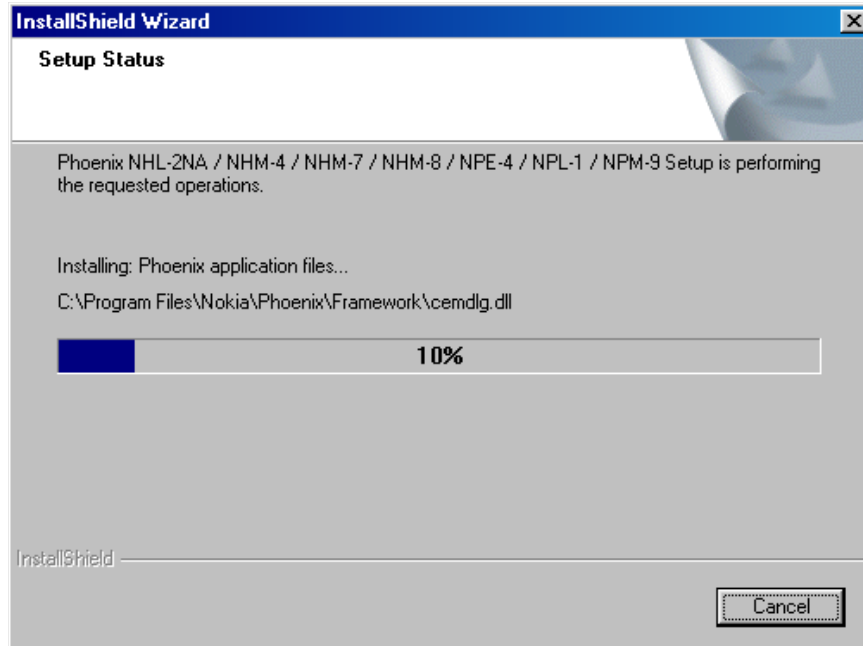 InstallShield Wizard
Setup Status
Phoenix NHL-2NA / NHM-4 / NHM-7 / NHM-8 / NPE-4 / NPL-1 / NPM-9 Setup is performing
the requested operations.
Installing: Phoenix application files...
C:\Program Files\Nokia\Phoenix\Framework\cemdlg.dll
10%
InstallShield
Cancel